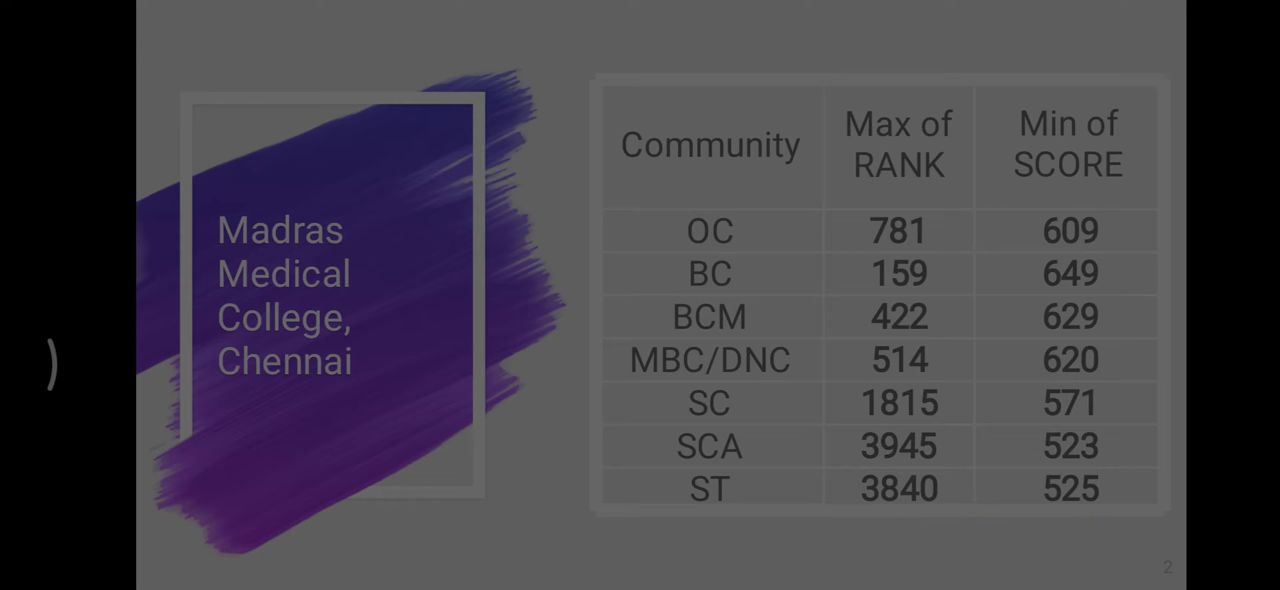 Madras
Medical
College,
Chennai
Community Max of RANK Min of SCORE
OC 781 609
BC 159 649
BCM 422 629
MBC/DNC 514 620
SC 1815 571
SCA 3945 523
ST 3840 525
2